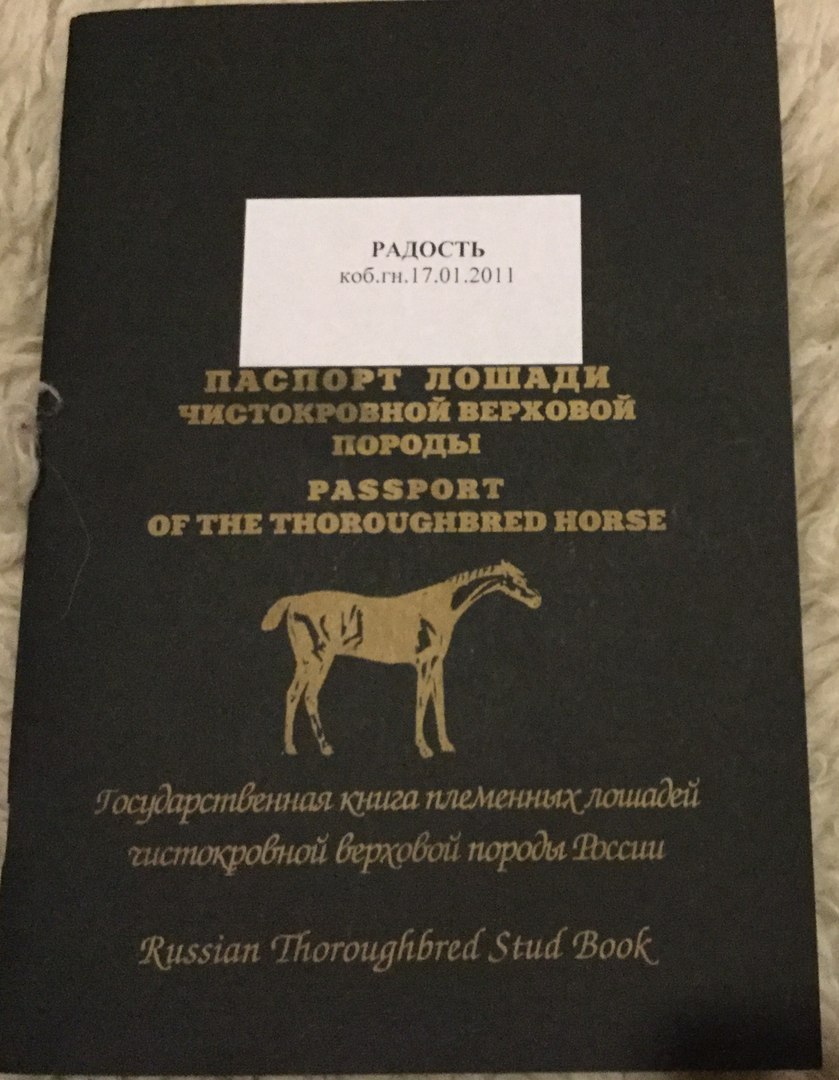 РАДОСТЬ
коб.гн.17.01.2011
ПАСПОРТ ЛОШАДИ
ЧИСТОКРОВНОЙ ВЕРХОВОЙ
ПОРОДЫ
PASSPORT
OF THE THOROUGHBRED HORSE
Государственная книга племенных лошадей
чистокровной верховой породы России
Russian Thoroughbred Stud Book